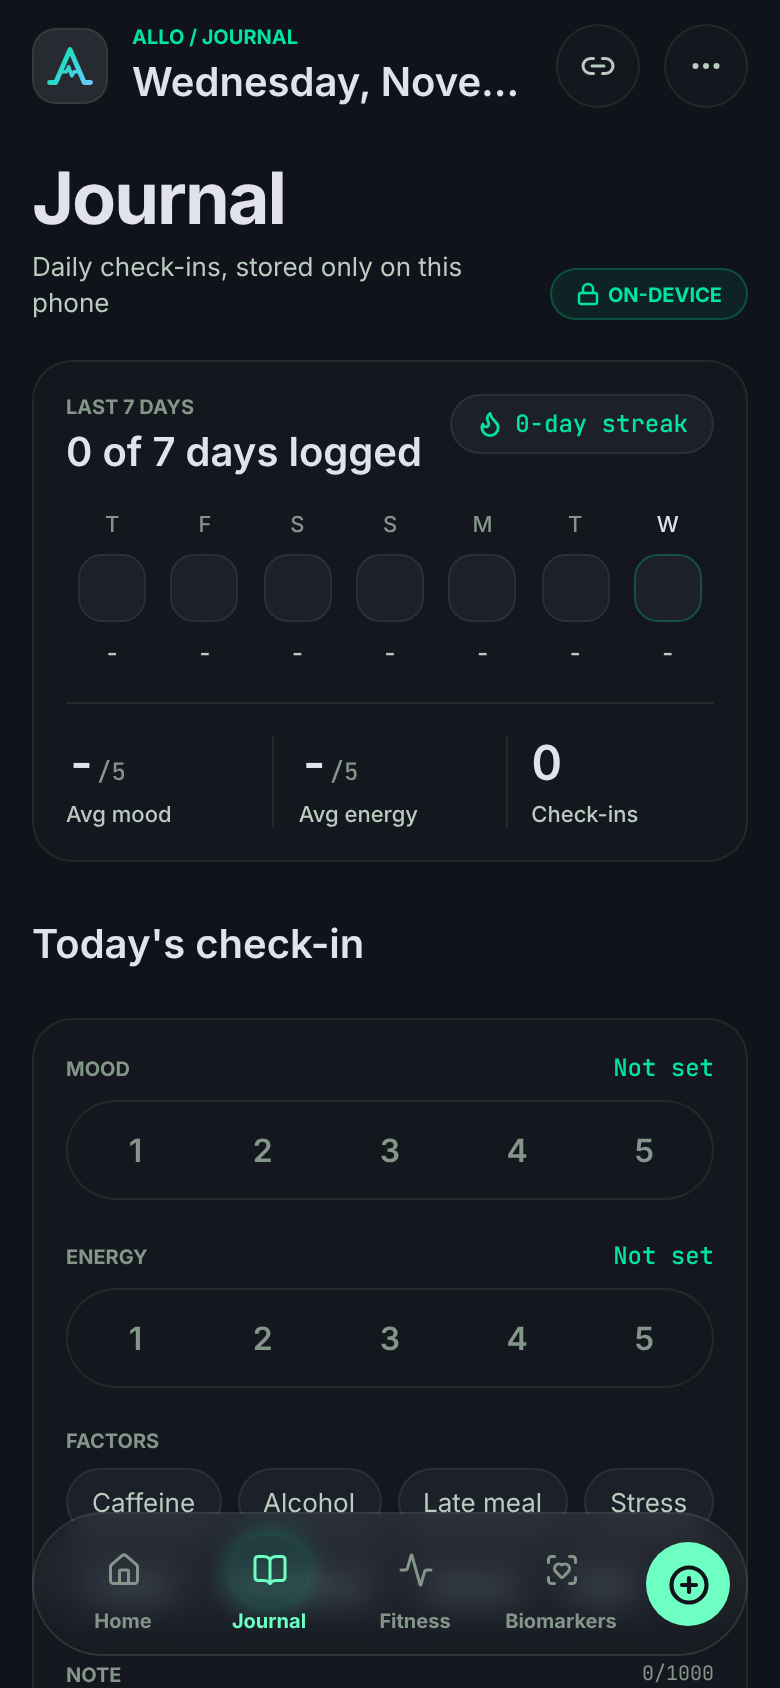 ALLO / JOURNAL
Wednesday, Nove...
Journal
Daily check-ins, stored only on this
phone
ON-DEVICE
LAST 7 DAYS
0-day streak
0 of 7 days logged
T F S S M T W
- - - - - - -
- /5 - /5 0
Avg mood Avg energy Check-ins
Today's check-in
MOOD Not set
1 2 3 4 5
ENERGY Not set
1 2 3 4 5
FACTORS
Caffeine Alcohol Late meal Stress
Home Journal Fitness Biomarkers
NOTE 0/1000